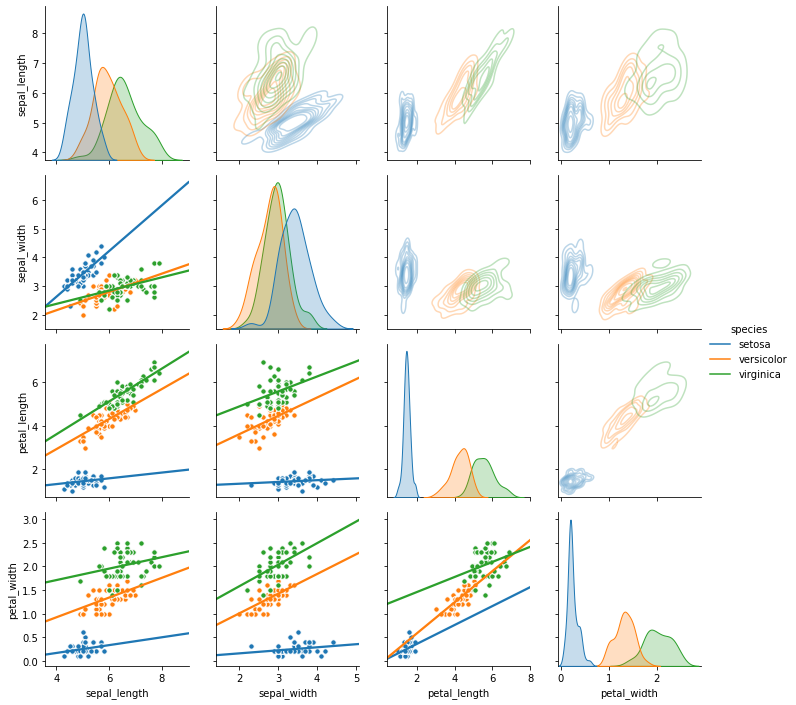 8
7
6
5
4
sepal_length
6
5
4
3
2
sepal_width
species
setosa
versicolor
virginica
6
4
2
petal_length
3.0
2.5
2.0
1.5
1.0
0.5
0.0
petal_width
4 6 8
2 3 4 5
2 4 6 8
0 1 2
sepal_length
sepal_width
petal_length
petal_width